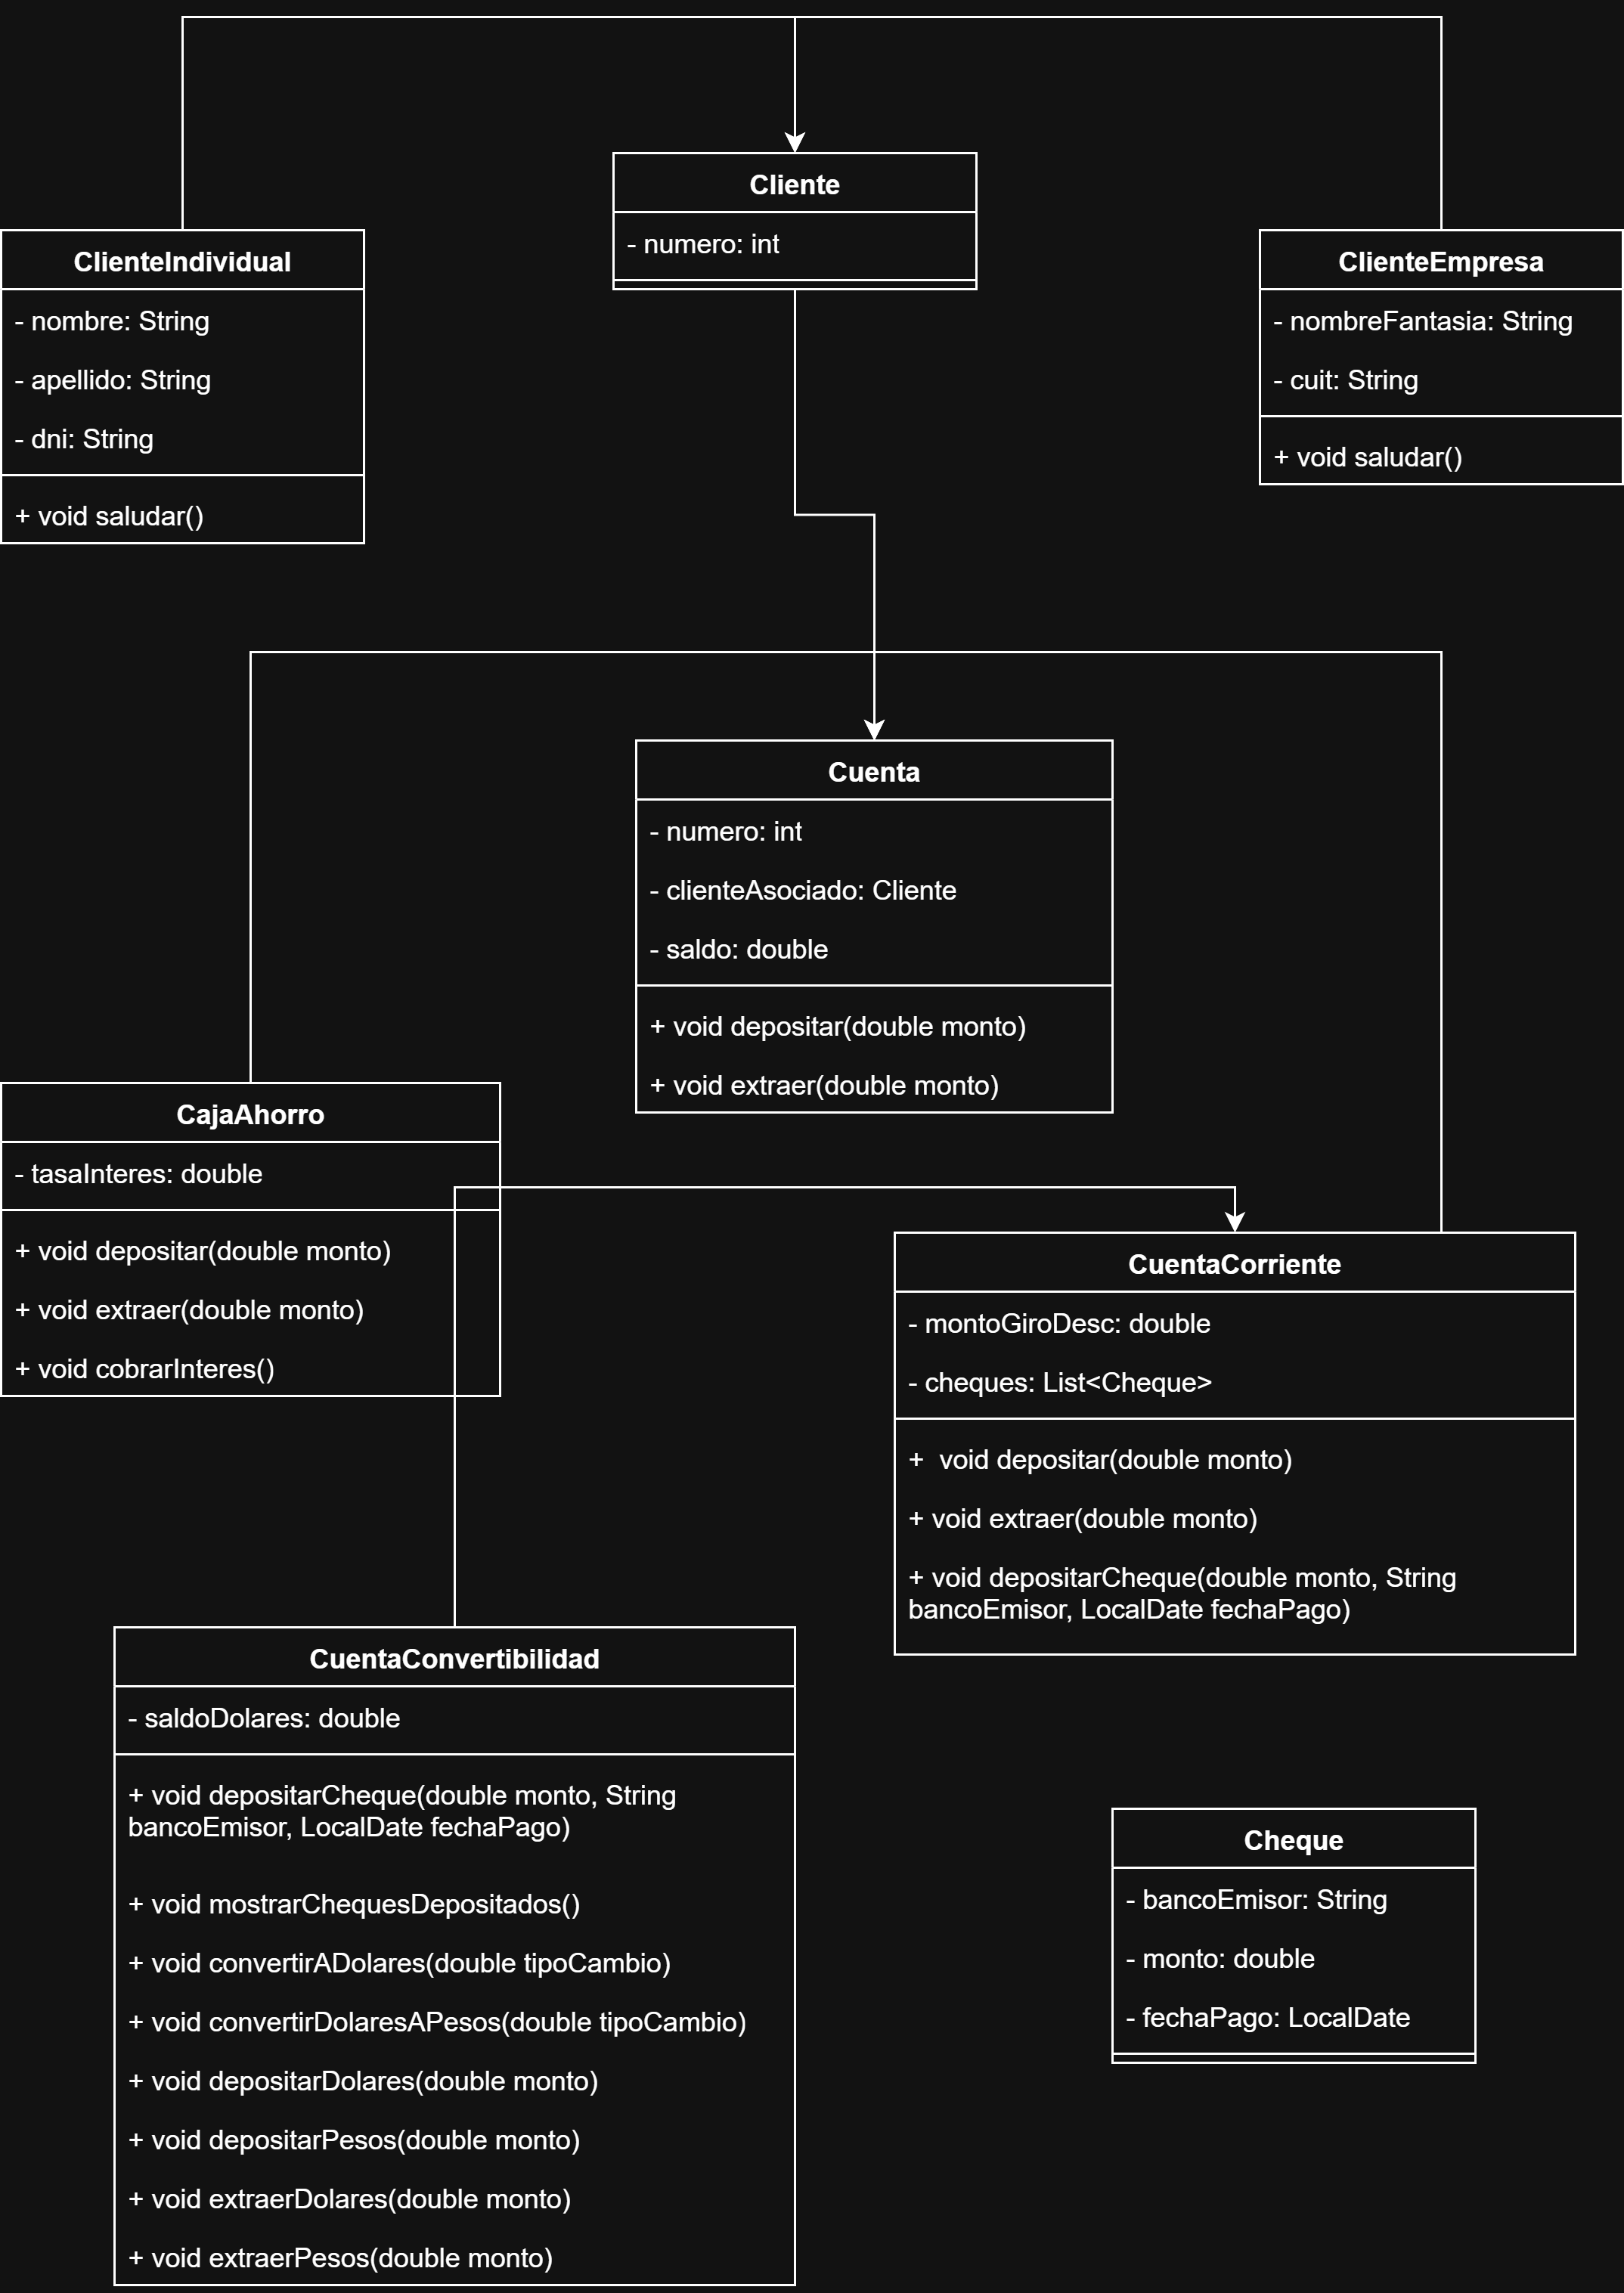 Cliente
- numero: int
ClienteIndividual
- nombre: String
- apellido: String
- dni: String
+ void saludar()
ClienteEmpresa
- nombreFantasia: String
- cuit: String
+ void saludar()
Cuenta
- numero: int
- clienteAsociado: Cliente
- saldo: double
+ void depositar(double monto)
+ void extraer(double monto)
CajaAhorro
- tasaInteres: double
+ void depositar(double monto)
+ void extraer(double monto)
+ void cobrarInteres()
CuentaCorriente
- montoGiroDesc: double
- cheques: List<Cheque>
+  void depositar(double monto)
+ void extraer(double monto)
+ void depositarCheque(double monto, String
bancoEmisor, LocalDate fechaPago)
CuentaConvertibilidad
- saldoDolares: double
+ void depositarCheque(double monto, String
bancoEmisor, LocalDate fechaPago)
+ void mostrarChequesDepositados()
+ void convertirADolares(double tipoCambio)
+ void convertirDolaresAPesos(double tipoCambio)
+ void depositarDolares(double monto)
+ void depositarPesos(double monto)
+ void extraerDolares(double monto)
+ void extraerPesos(double monto)
Cheque
- bancoEmisor: String
- monto: double
- fechaPago: LocalDate